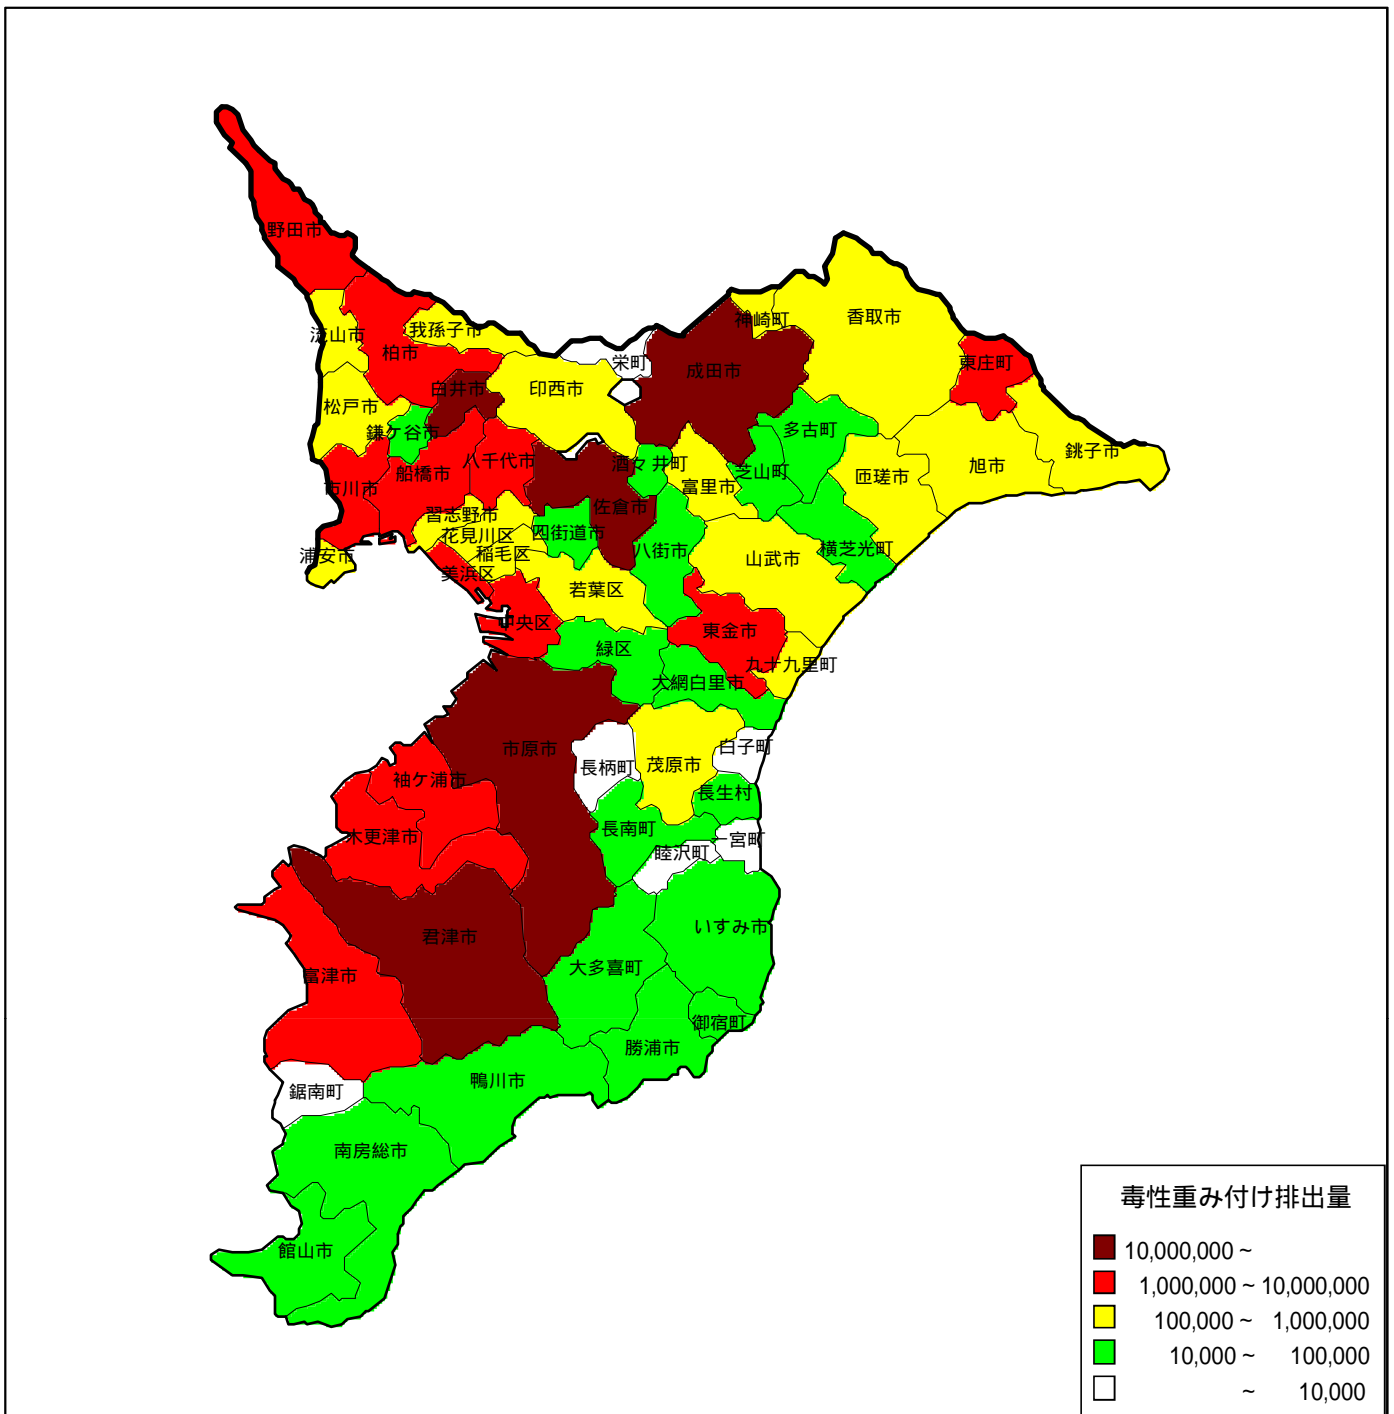 野田市
流山市
我孫子市
柏市
白井市
松戸市
鎌ケ谷市
印西市
栄町
成田市
神崎町
香取市
東庄町
多古町
銚子市
旭市
匝瑳市
芝山町
酒々井町
富里市
八千代市
船橋市
市川市
佐倉市
習志野市
花見川区
四街道市
稲毛区
浦安市
美浜区
八街市
横芝光町
山武市
若葉区
中央区
東金市
緑区
九十九里町
大網白里市
市原市
長柄町
茂原市
白子町
袖ケ浦市
長生村
木更津市
長南町
一宮町
睦沢町
君津市
いすみ市
富津市
大多喜町
御宿町
勝浦市
鋸南町
鴨川市
南房総市
館山市
毒性重み付け排出量
10,000,000 ~
1,000,000 ~ 10,000,000
100,000 ~ 1,000,000
10,000 ~ 100,000
~ 10,000